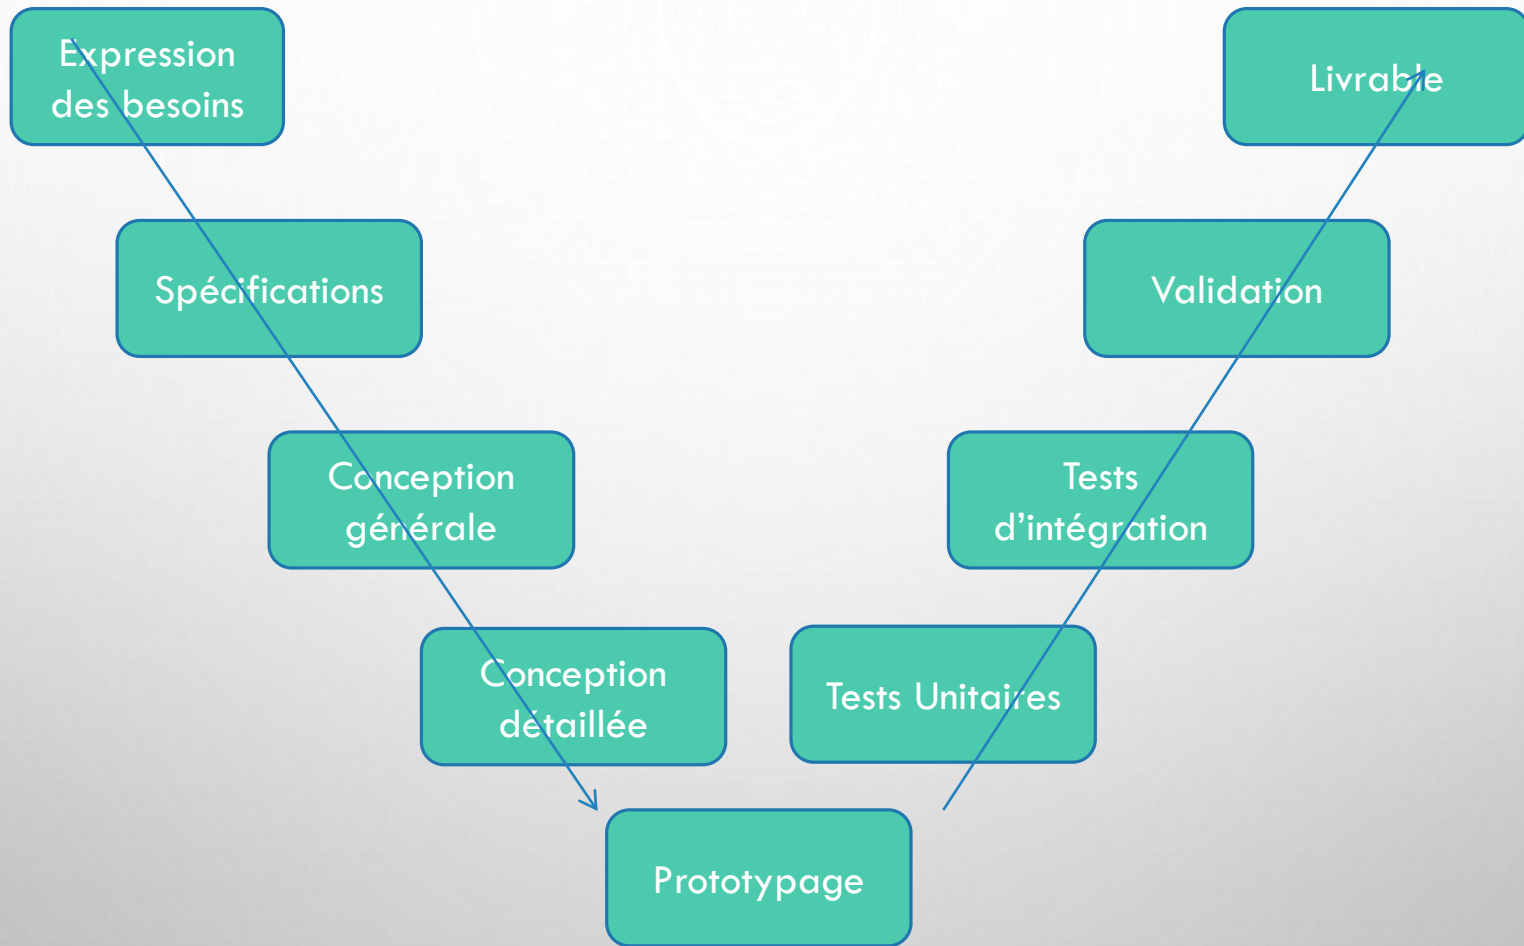 Expression
des besoins
Livrable
Spécifications
Validation
Conception
générale
Tests
d’intégration
Conception
détaillée
Tests Unitaires
Prototypage